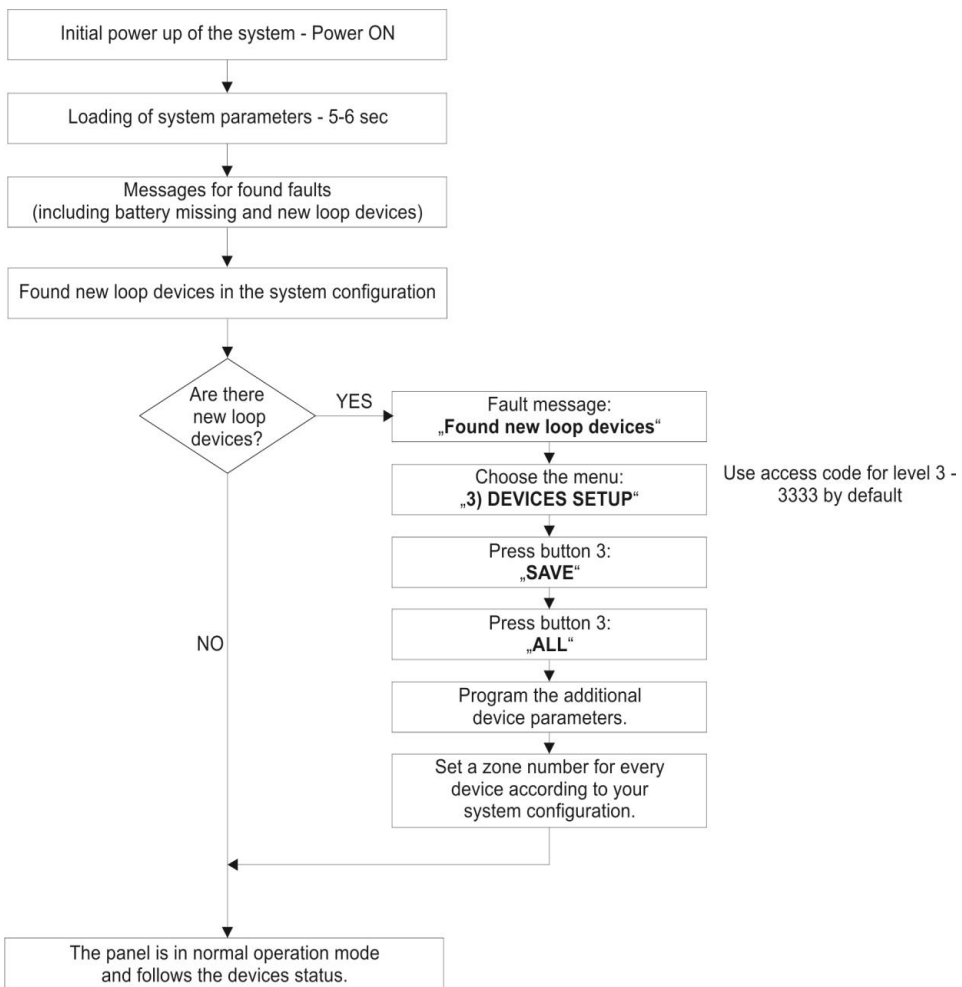 Initial power up of the system - Power ON
Loading of system parameters - 5-6 sec
Messages for found faults
(including battery missing and new loop devices)
Found new loop devices in the system configuration
Are there
new loop
devices?
YES
Fault message:
„Found new loop devices“
Choose the menu:
„3) DEVICES SETUP“
Use access code for level 3 -
3333 by default
Press button 3:
„SAVE“
Press button 3:
„ALL“
NO
Program the additional
device parameters.
Set a zone number for every
device according to your
system configuration.
The panel is in normal operation mode
and follows the devices status.